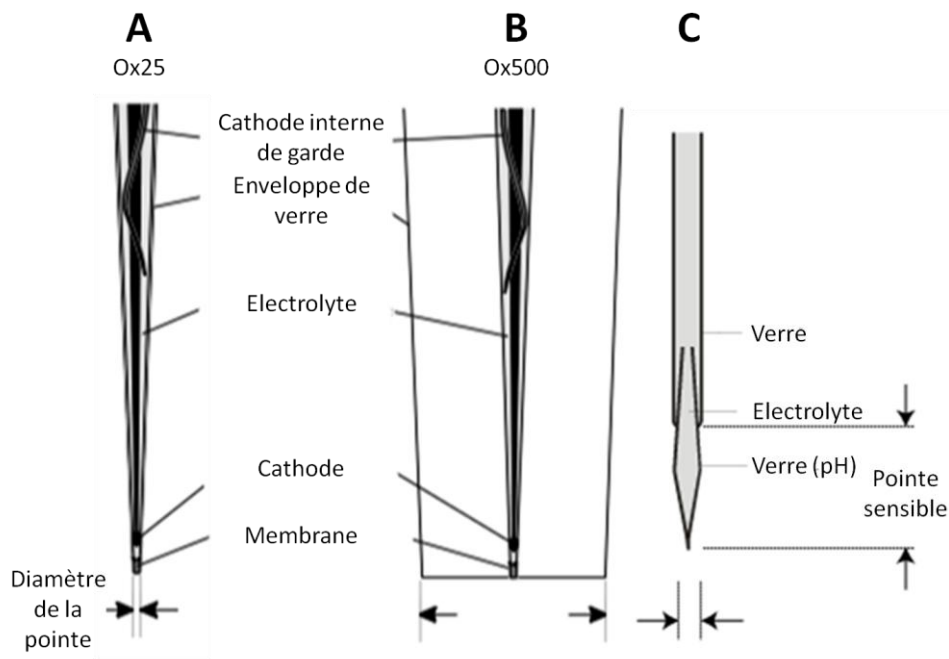 A
B
C
Ox25
Ox500
Cathode interne
de garde
Enveloppe de
verre
Electrolyte
Verre
Electrolyte
Verre (pH)
Pointe
sensible
Cathode
Membrane
Diamètre
de la
pointe